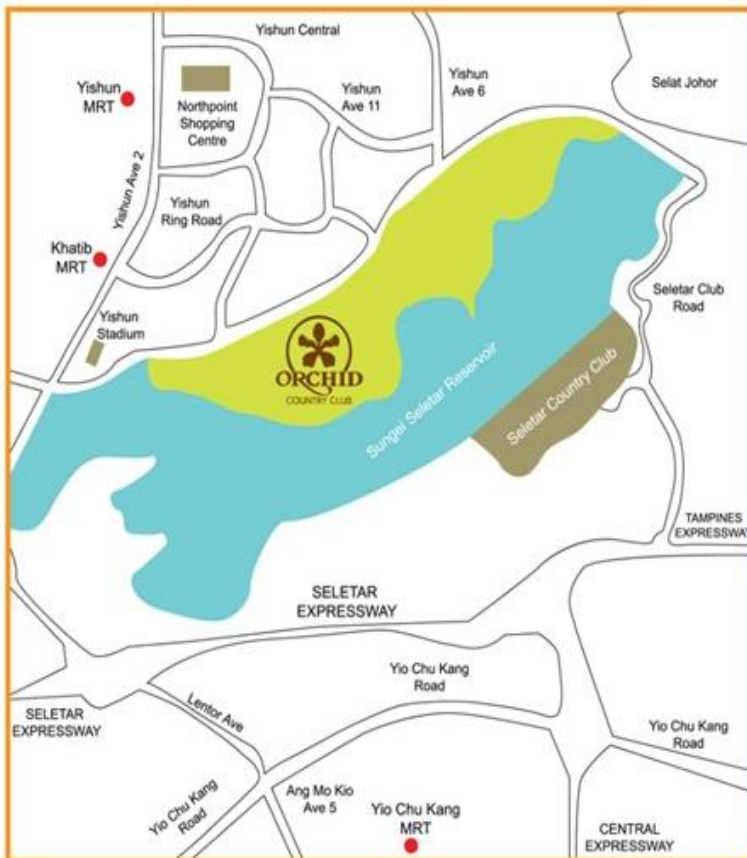 Yishun Central
Yishun
MRT
Northpoint
Shopping
Centre
Yishun
Ave 11
Yishun
Ave 6
Selat Johor
Yishun Ave 2
Yishun
Ring Road
Khatib
MRT
Yishun
Stadium
Seletar Club
Road
ORCHID
COUNTRY CLUB
Sungei Seletar Reservoir
Seletar Country Club
TAMPINES
EXPRESSWAY
SELETAR
EXPRESSWAY
Yio Chu Kang
Road
SELETAR
EXPRESSWAY
Lentor Ave
Yio Chu Kang
Road
Yio Chu Kang
Road
Ang Mo Kio
Ave 5
Yio Chu Kang
MRT
CENTRAL
EXPRESSWAY